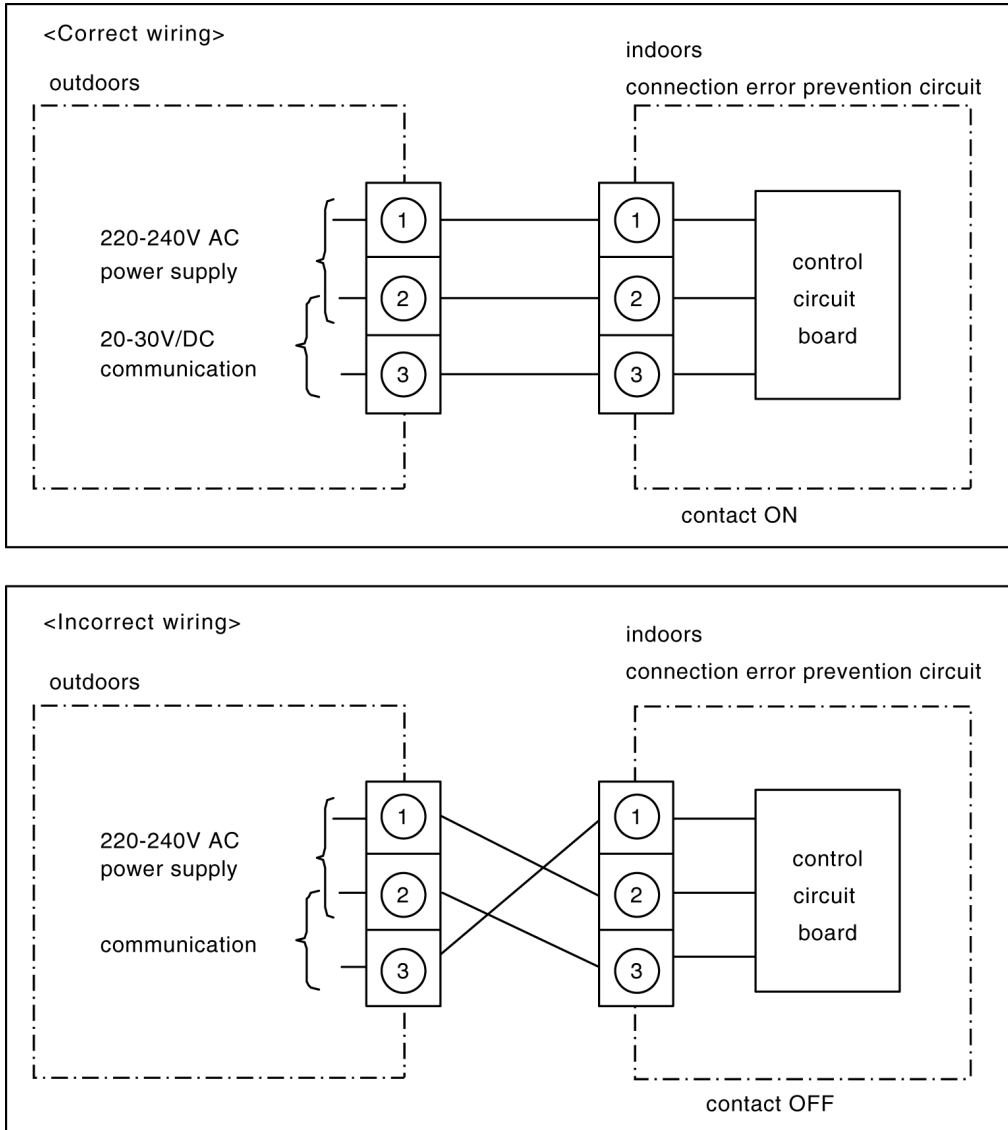 <Correct wiring>
outdoors
indoors
connection error prevention circuit
220-240V AC
power supply
20-30V/DC
communication
1
2
3
1
2
3
control
circuit
board
contact ON
<Incorrect wiring>
outdoors
indoors
connection error prevention circuit
220-240V AC
power supply
communication
1
2
3
1
2
3
control
circuit
board
contact OFF